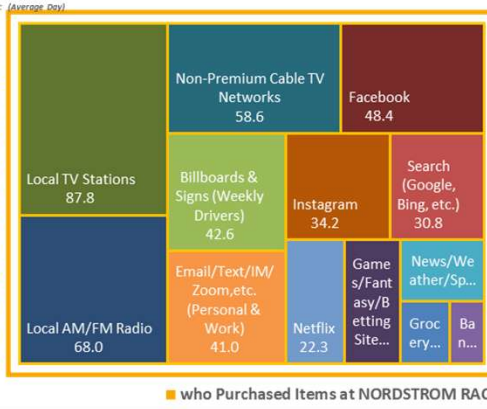 : (Average Day)
Local TV Stations
87.8
Local AM/FM Radio
68.0
Non-Premium Cable TV
Networks
58.6
Facebook
48.4
Billboards &
Signs (Weekly
Drivers)
42.6
Email/Text/IM/
Zoom,etc.
(Personal &
Work)
41.0
Instagram
34.2
Search
(Google,
Bing, etc.)
30.8
Netflix
22.3
Game
s/Fant
asy/B
etting
Site...
News/We
ather/Sp...
Groc
ery...
Ba
n...
who Purchased Items at NORDSTROM RAC